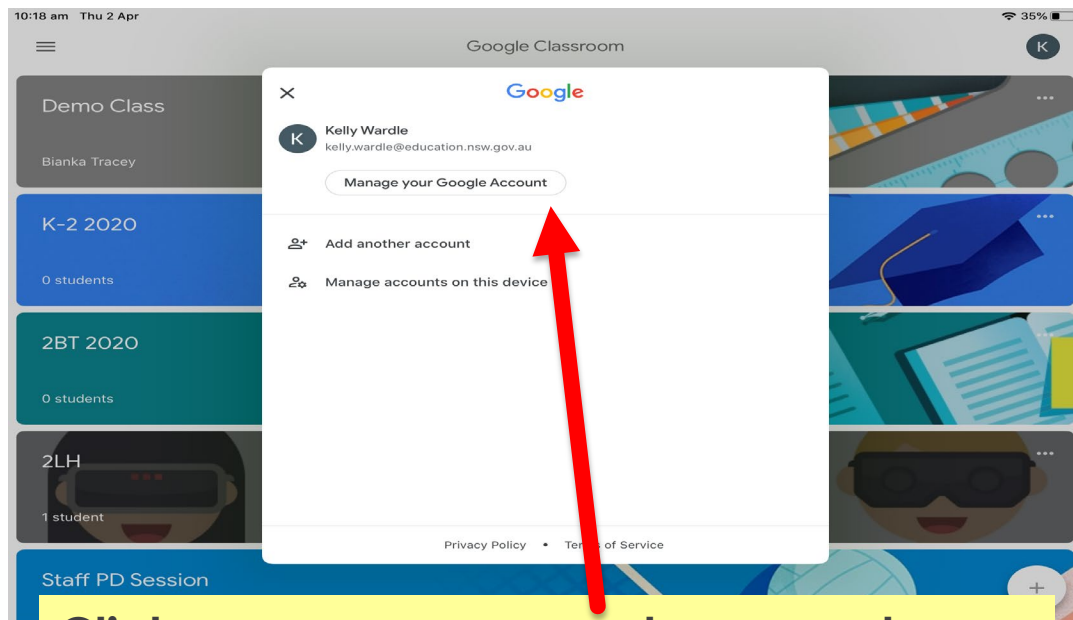 10:18 am Thu 2 Apr
35%
Google Classroom
K
Demo Class
Bianka Tracey
Google
K
Kelly Wardle
kelly.wardle@education.nsw.gov.au
Manage your Google Account
K-2 2020
0 students
Add another account
Manage accounts on this device
2BT 2020
0 students
2LH
1 student
Privacy Policy • of Service
Staff PD Session